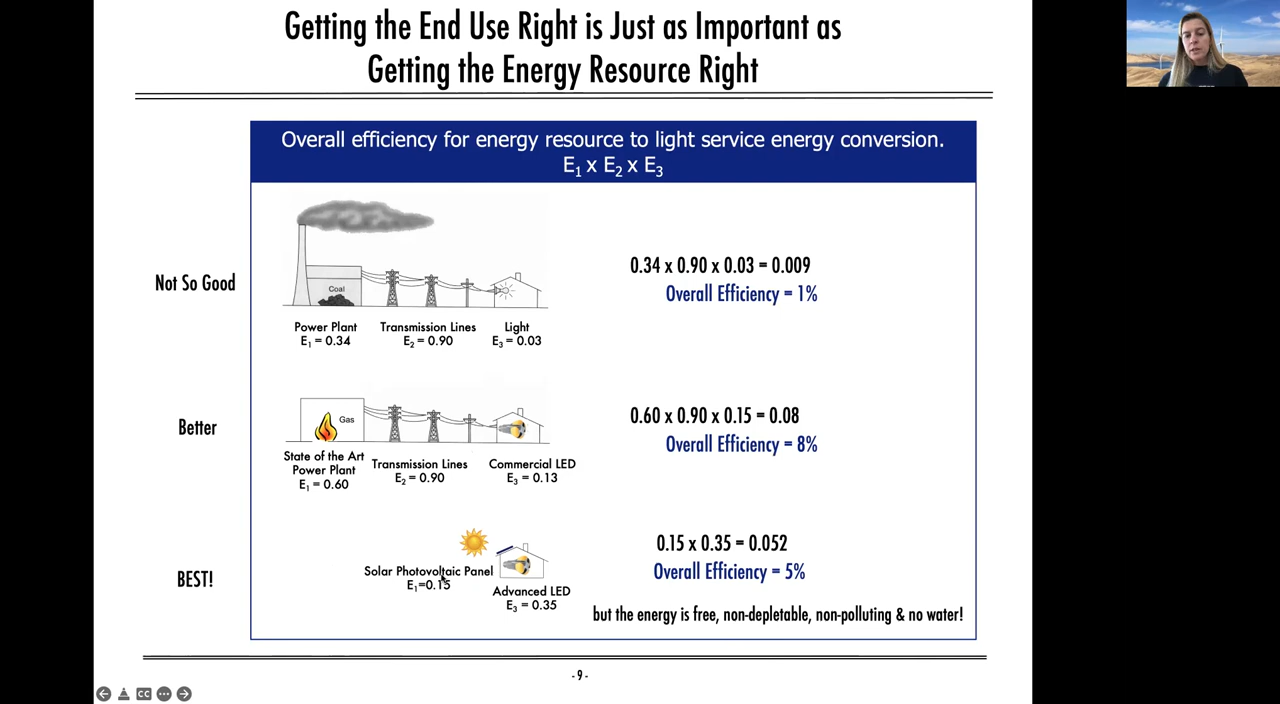 Getting the End Use Right is Just as Important as
Getting the Energy Resource Right
Overall efficiency for energy resource to light service energy conversion.
E₁ x E₂ x E₃
Not So Good
Coal
Power Plant
E₁ = 0.34
Transmission Lines
E₂ = 0.90
Light
E₃ = 0.03
0.34 x 0.90 x 0.03 = 0.009
Overall Efficiency = 1%
Better
Gas
State of the Art
Power Plant
E₁ = 0.60
Transmission Lines
E₂ = 0.90
Commercial LED
E₃ = 0.13
0.60 x 0.90 x 0.15 = 0.08
Overall Efficiency = 8%
BEST!
Solar Photovoltaic Panel
E₁=0.15
Advanced LED
E₃ = 0.35
0.15 x 0.35 = 0.052
Overall Efficiency = 5%
but the energy is free, non-depletable, non-polluting & no water!
- 9 -
CC